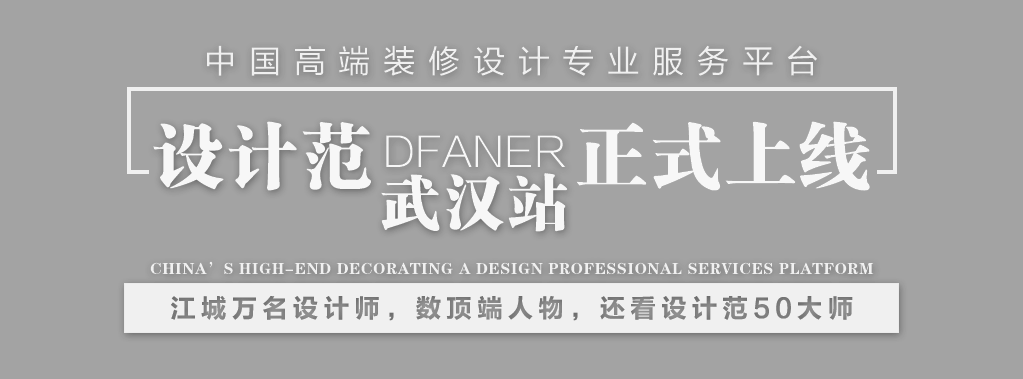 中国高端装修设计专业服务平台
设计范 DFANER 正式上线
武汉站
CHINA'S HIGH-END DECORATING A DESIGN PROFESSIONAL SERVICES PLATFORM
江城万名设计师，数顶端人物，还看设计范50大师